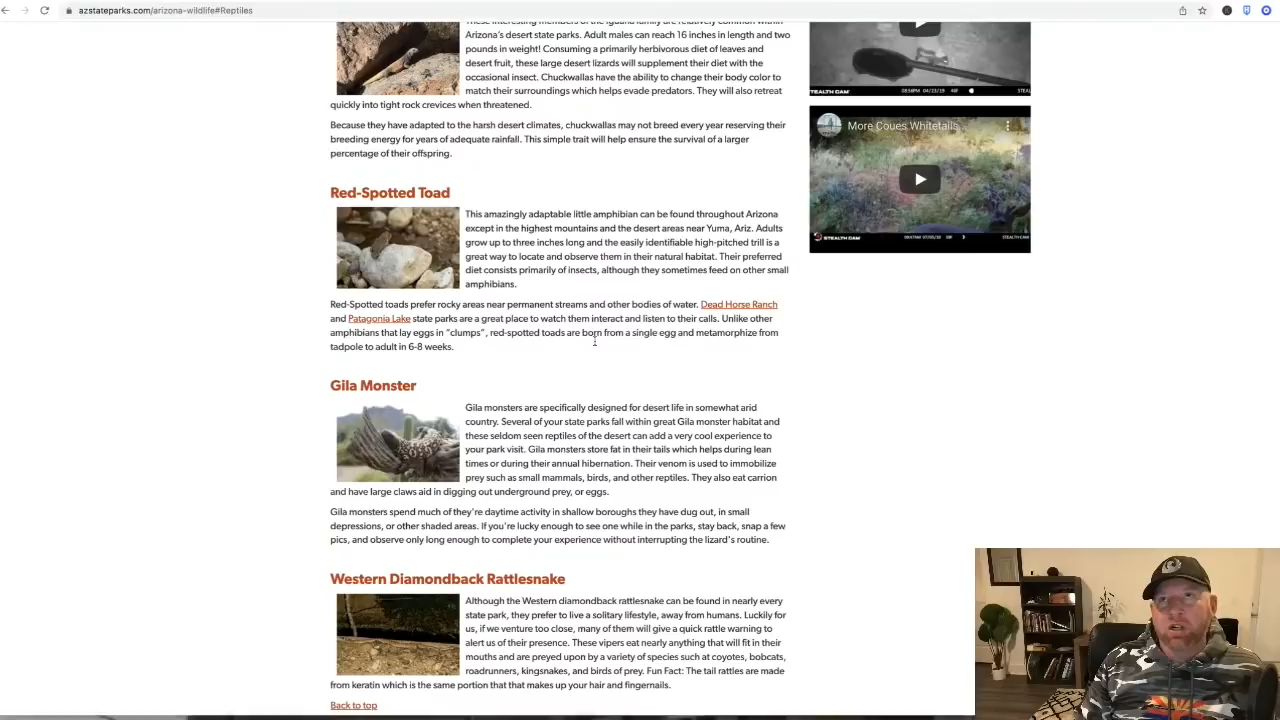 azstateparks.com/arizona-wildlife#Reptiles
These interesting members of the iguana family are relatively common within
Arizona's desert state parks. Adult males can reach 16 inches in length and two
pounds in weight! Consuming a primarily herbivorous diet of leaves and
desert fruit, these large desert lizards will supplement their diet with the
occasional insect. Chuckwallas have the ability to change their body color to
match their surroundings which helps evade predators. They will also retreat
quickly into tight rock crevices when threatened.
Because they have adapted to the harsh desert climates, chuckwallas may not breed every year reserving their
breeding energy for years of adequate rainfall. This simple trait will help ensure the survival of a larger
percentage of their offspring.
Red-Spotted Toad
This amazingly adaptable little amphibian can be found throughout Arizona
except in the highest mountains and the desert areas near Yuma, Ariz. Adults
grow up to three inches long and the easily identifiable high-pitched trill is a
great way to locate and observe them in their natural habitat. Their preferred
diet consists primarily of insects, although they sometimes feed on other small
amphibians.
Red-Spotted toads prefer rocky areas near permanent streams and other bodies of water. Dead Horse Ranch
and Patagonia Lake state parks are a great place to watch them interact and listen to their calls. Unlike other
amphibians that lay eggs in "clumps", red-spotted toads are born from a single egg and metamorphize from
tadpole to adult in 6-8 weeks.
Gila Monster
Gila monsters are specifically designed for desert life in somewhat arid
country. Several of your state parks fall within great Gila monster habitat and
these seldom seen reptiles of the desert can add a very cool experience to
your park visit. Gila monsters store fat in their tails which helps during lean
times or during their annual hibernation. Their venom is used to immobilize
prey such as small mammals, birds, and other reptiles. They also eat carrion
and have large claws aid in digging out underground prey, or eggs.
Gila monsters spend much of they're daytime activity in shallow boroughs they have dug out, in small
depressions, or other shaded areas. If you're lucky enough to see one while in the parks, stay back, snap a few
pics, and observe only long enough to complete your experience without interrupting the lizard's routine.
Western Diamondback Rattlesnake
Although the Western diamondback rattlesnake can be found in nearly every
state park, they prefer to live a solitary lifestyle, away from humans. Luckily for
us, if we venture too close, many of them will give a quick rattle warning to
alert us of their presence. These vipers eat nearly anything that will fit in their
mouths and are preyed upon by a variety of species such as coyotes, bobcats,
roadrunners, kingsnakes, and birds of prey. Fun Fact: The tail rattles are made
from keratin which is the same portion that that makes up your hair and fingernails.
Back to top
STEALTH CAM
More Coues Whitetails...
STEALTH CAM